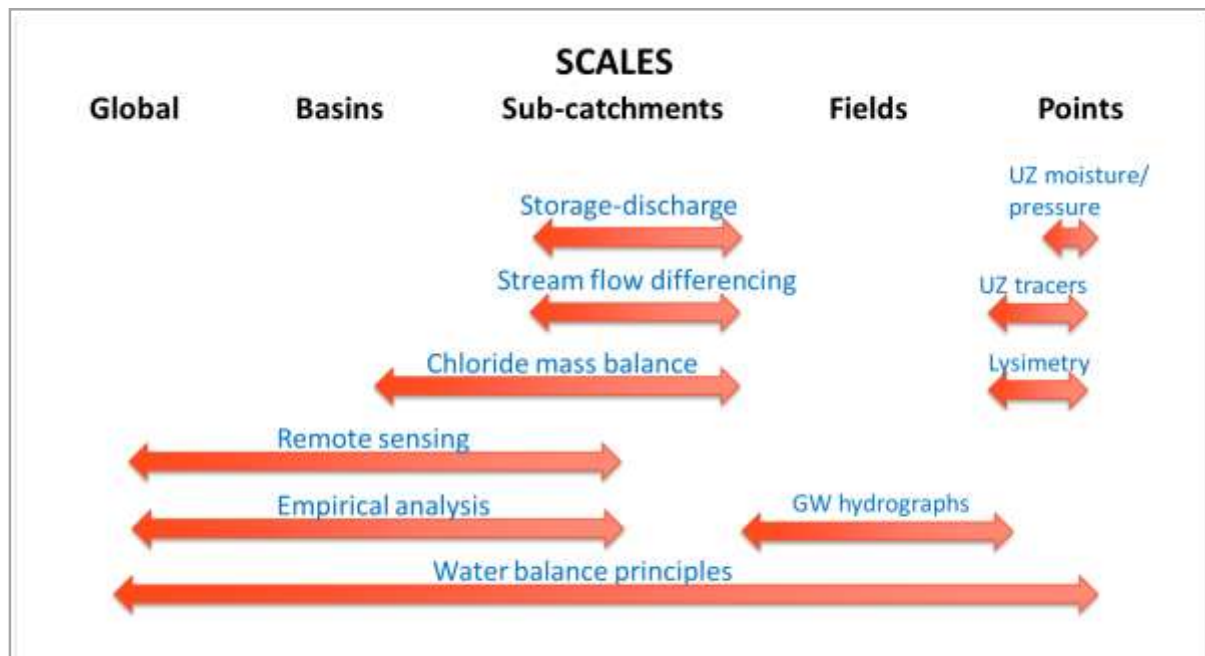 SCALES
Global Basins Sub-catchments Fields Points
UZ moisture/
pressure
Storage-discharge
Stream flow differencing
UZ tracers
Chloride mass balance
Lysimetry
Remote sensing
Empirical analysis
GW hydrographs
Water balance principles